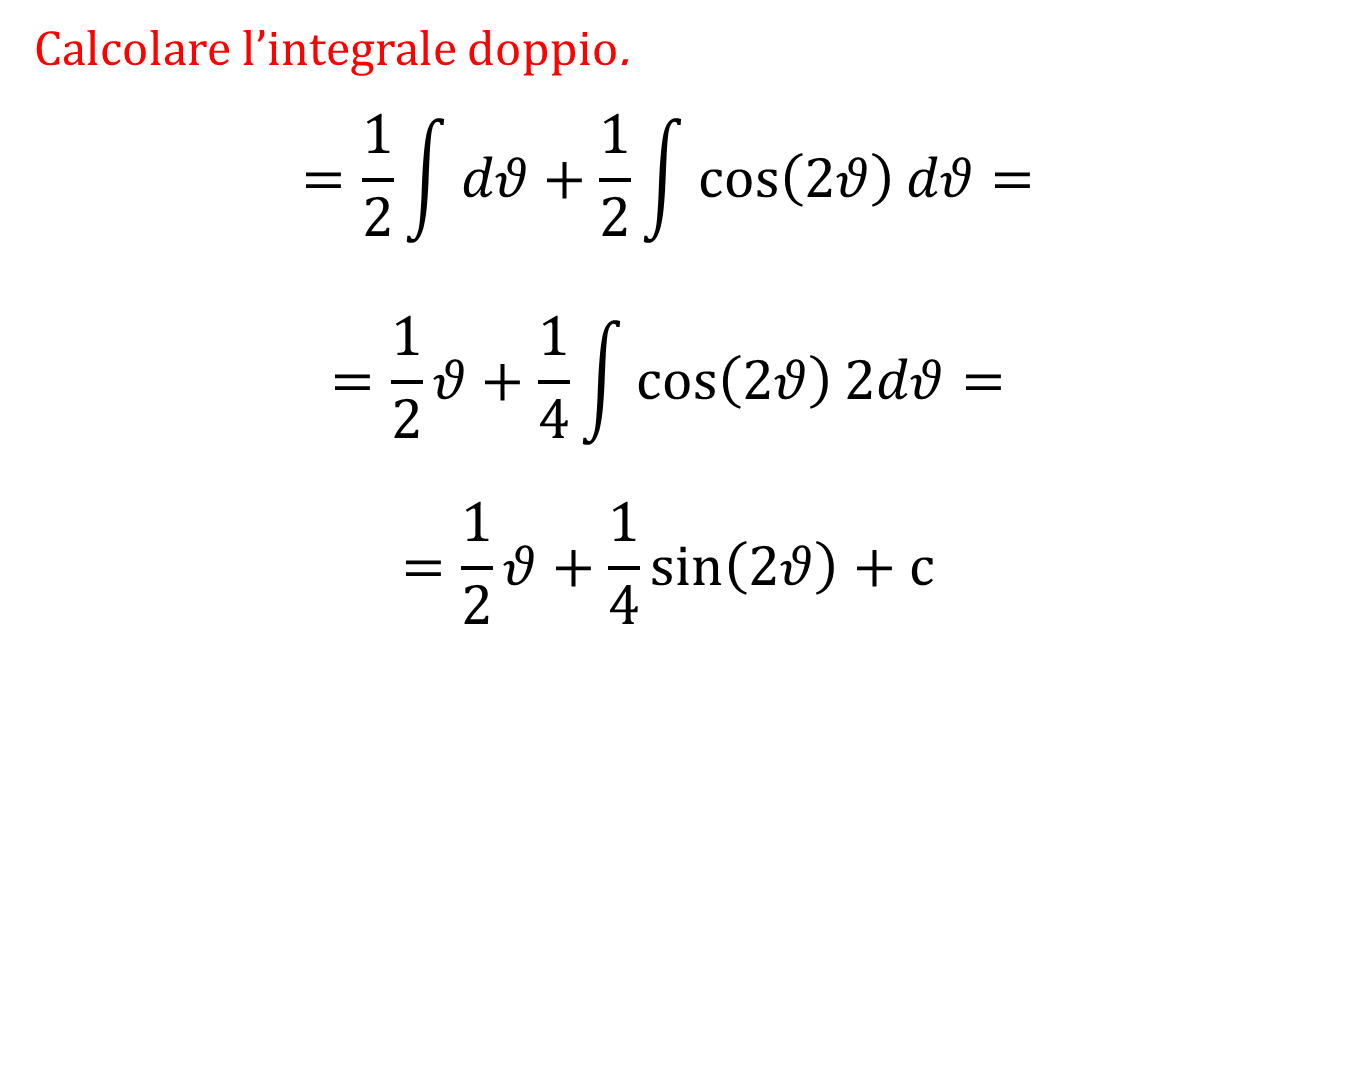 Calcolare l’integrale doppio.
= 1/2 ∫ dϑ + 1/2 ∫ cos(2ϑ) dϑ =
= 1/2 ϑ + 1/4 ∫ cos(2ϑ) 2dϑ =
= 1/2 ϑ + 1/4 sin(2ϑ) + c